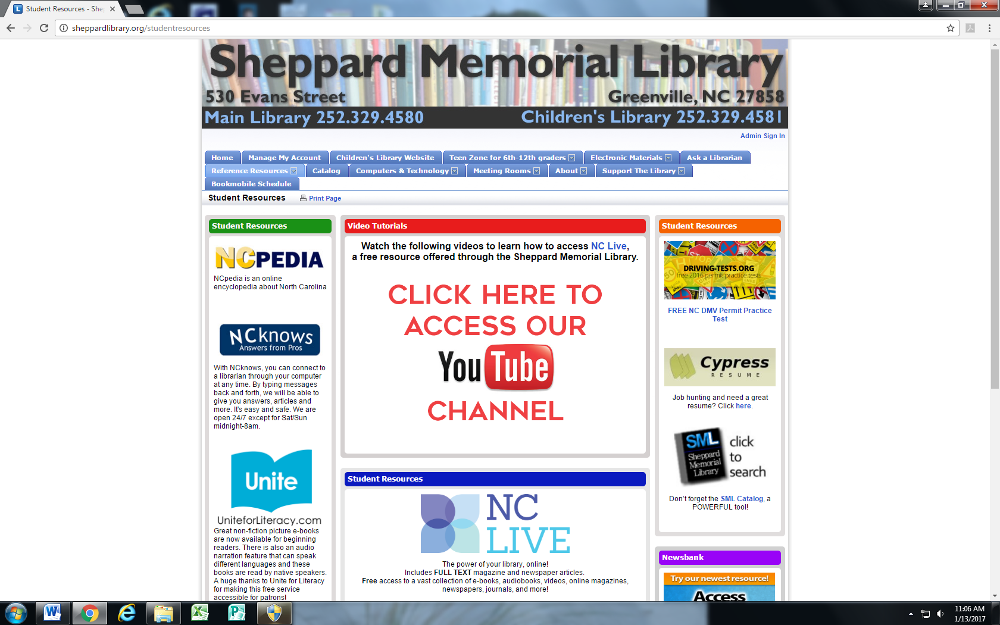 Student Resources - She
sheppardlibrary.org/studentresources
Sheppard Memorial Library
530 Evans Street
Greenville, NC 27858
Main Library 252.329.4580
Children's Library 252.329.4581
Admin Sign In
Home
Manage My Account
Children's Library Website
Teen Zone for 6th-12th graders
Electronic Materials
Ask a Librarian
Reference Resources
Catalog
Computers & Technology
Meeting Rooms
About
Support The Library
Bookmobile Schedule
Student Resources
Print Page
Student Resources
NCPEDIA
NCpedia is an online
encyclopedia about North Carolina
NCknows
Answers from Pros
With NCknows, you can connect to
a librarian through your computer
at any time. By typing messages
back and forth, we will be able to
give you answers, articles and
more. It's easy and safe. We are
open 24/7 except for Sat/Sun
midnight-8am.
Unite
UniteforLiteracy.com
Great non-fiction picture e-books
are now available for beginning
readers. There is also an audio
narration feature that can speak
different languages and these
books are read by native speakers.
A huge thanks to Unite for Literacy
for making this free service
accessible for patrons!
Video Tutorials
Watch the following videos to learn how to access NC Live,
a free resource offered through the Sheppard Memorial Library.
CLICK HERE TO
ACCESS OUR
YouTube
CHANNEL
Student Resources
NC
LIVE
The power of your library, online!
Includes FULL TEXT magazine and newspaper articles.
Free access to a vast collection of e-books, audiobooks, videos, online magazines,
newspapers, journals, and more!
Student Resources
DRIVING-TESTS.ORG
free 2016 permit practice tests
FREE NC DMV Permit Practice
Test
Cypress
RESUME
Job hunting and need a great
resume? Click here.
SML
Sheppard
Memorial
Library
click
to
search
Don't forget the SML Catalog, a
POWERFUL tool!
Newsbank
Try our newest resource!
Access
11:06 AM
1/13/2017